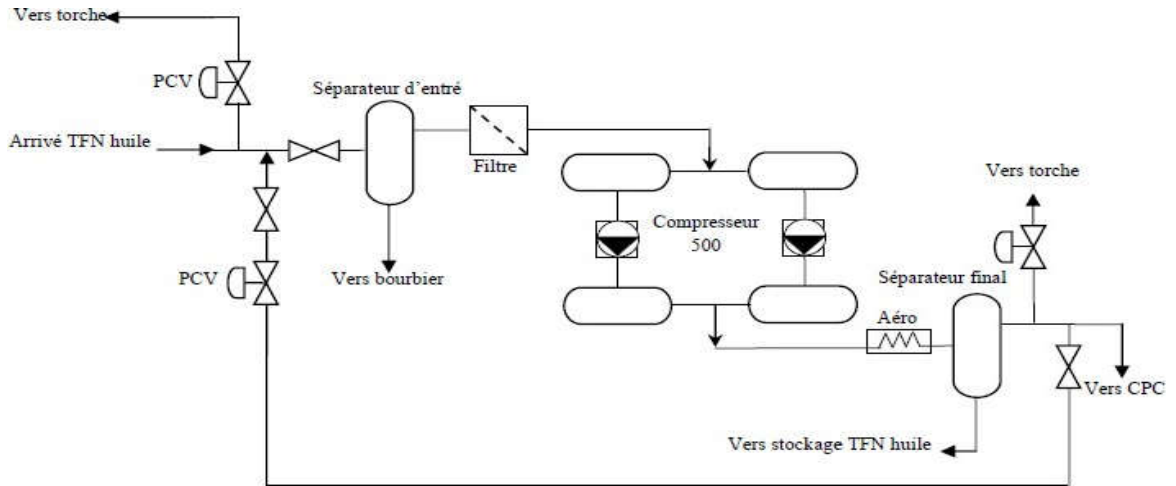 Vers torche
PCV
Séparateur d'entré
Arrivé TFN huile
Filtre
Vers torche
Compresseur
500
PCV
Vers bourbier
Séparateur final
Aéro
Vers CPC
Vers stockage TFN huile